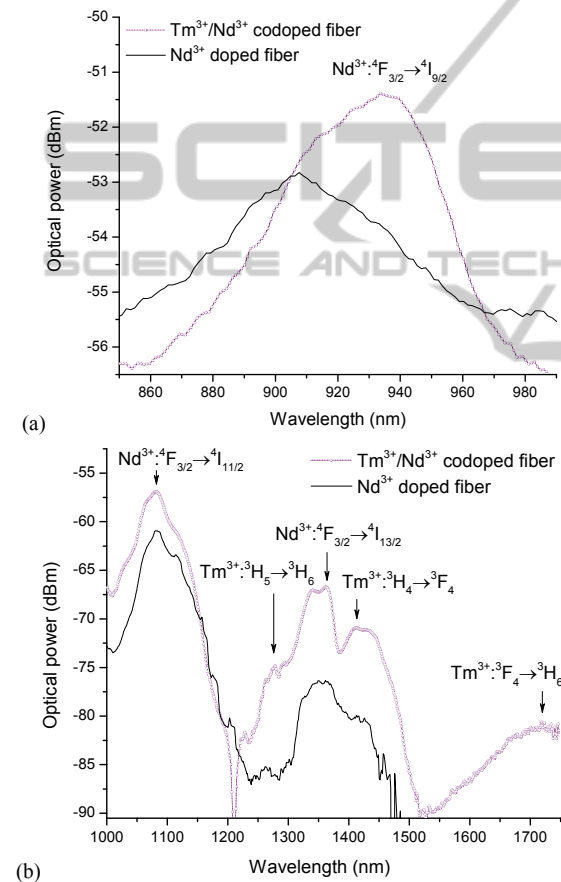 -50
-51
-52
-53
-54
-55
-56
Optical power (dBm)
Tm³⁺/Nd³⁺ codoped fiber
Nd³⁺ doped fiber
Nd³⁺:⁴F₃/₂→⁴I₉/₂
SCITE
SCIENCE AND TECH
860 880 900 920 940 960 980
Wavelength (nm)
(a)
-55
-60
-65
-70
-75
-80
-85
-90
Optical power (dBm)
Nd³⁺:⁴F₃/₂→⁴I₁₁/₂
Tm³⁺/Nd³⁺ codoped fiber
Nd³⁺ doped fiber
Nd³⁺:⁴F₃/₂→⁴I₁₃/₂
Tm³⁺:³H₅→³H₆
Tm³⁺:³H₄→³F₄
Tm³⁺:³F₄→³H₆
1000 1100 1200 1300 1400 1500 1600 1700
Wavelength (nm)
(b)